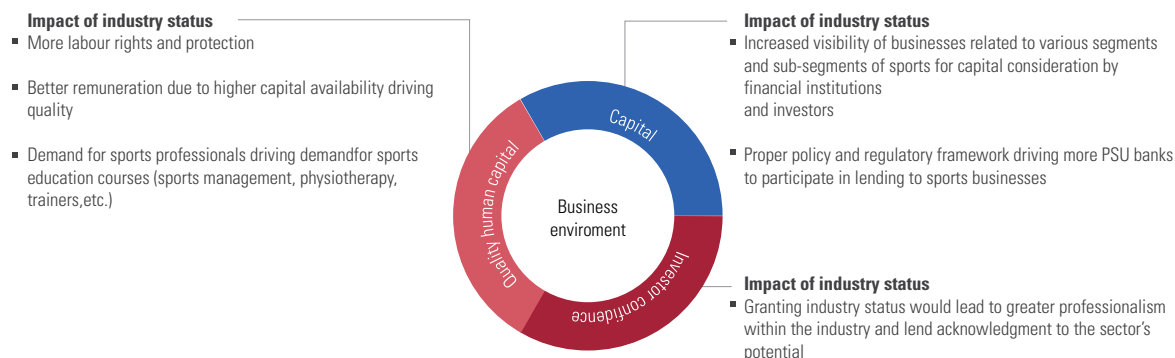 Impact of industry status
▪ More labour rights and protection
▪ Better remuneration due to higher capital availability driving
quality
▪ Demand for sports professionals driving demandfor sports
education courses (sports management, physiotherapy,
trainers,etc.)
Quality human capital
Capital
Investor confidence
Business
enviroment
Impact of industry status
▪ Increased visibility of businesses related to various segments
and sub-segments of sports for capital consideration by
financial institutions
and investors
▪ Proper policy and regulatory framework driving more PSU banks
to participate in lending to sports businesses
Impact of industry status
▪ Granting industry status would lead to greater professionalism
within the industry and lend acknowledgment to the sector’s
potential